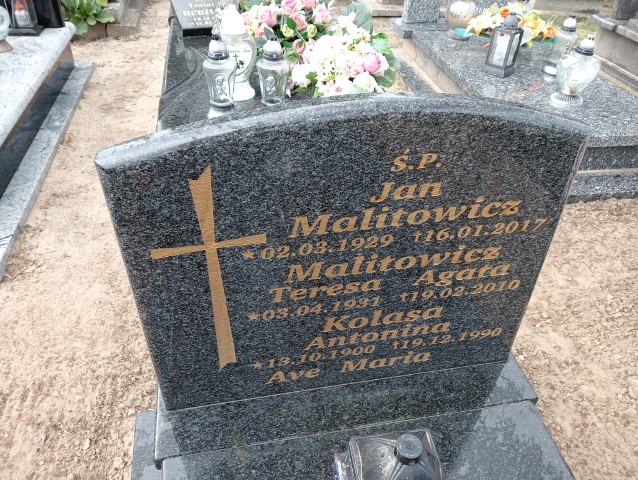 Ś.P.
Jan
Malitowicz
★02.03.1929 †16.01.2017
Malitowicz
Teresa Agata
★03.04.1931 †19.02.2010
Kolasa
Antonina
★13.10.1900 †19.12.1990
Ave Maria